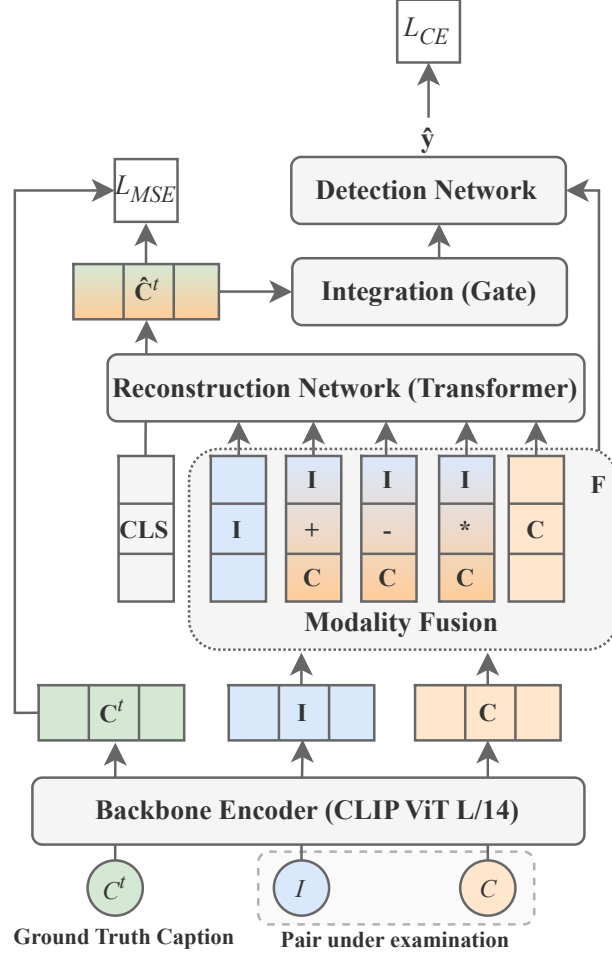 L_CE
ŷ
L_MSE
Detection Network
Ĉ^t
Integration (Gate)
Reconstruction Network (Transformer)
I I I F
CLS I + - * C
C C C
Modality Fusion
C^t I C
Backbone Encoder (CLIP ViT L/14)
C^t I C
Ground Truth Caption
Pair under examination